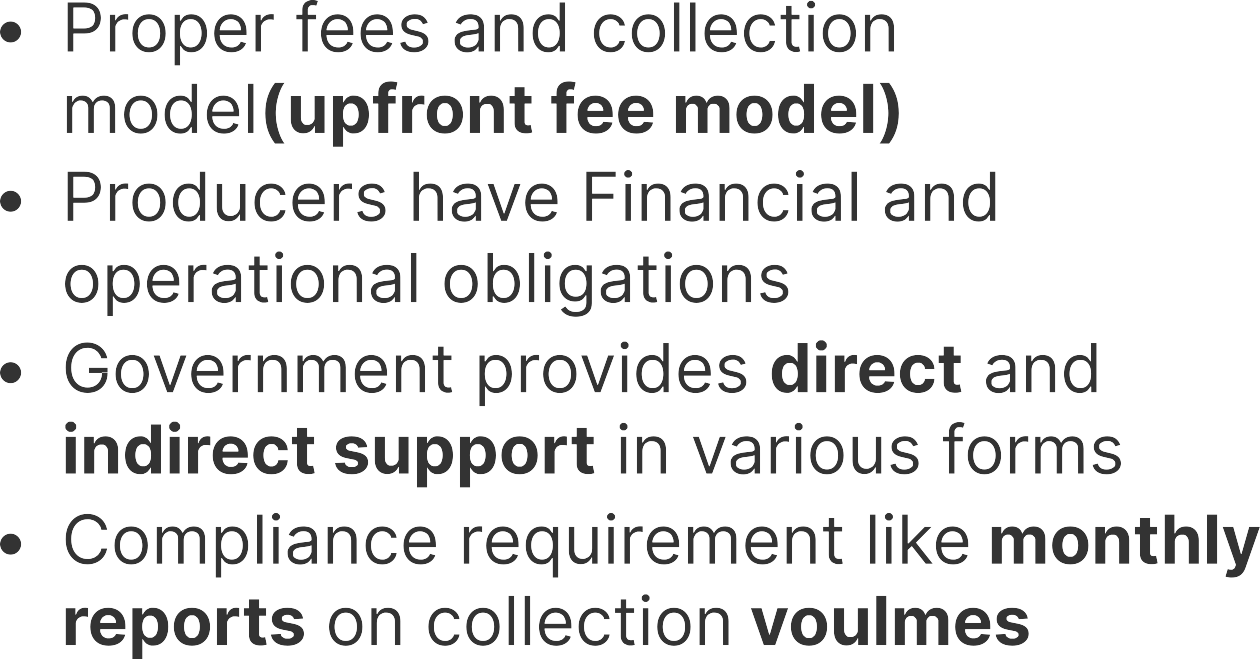 • Proper fees and collection
model(upfront fee model)
• Producers have Financial and
operational obligations
• Government provides direct and
indirect support in various forms
• Compliance requirement like monthly
reports on collection voulmes